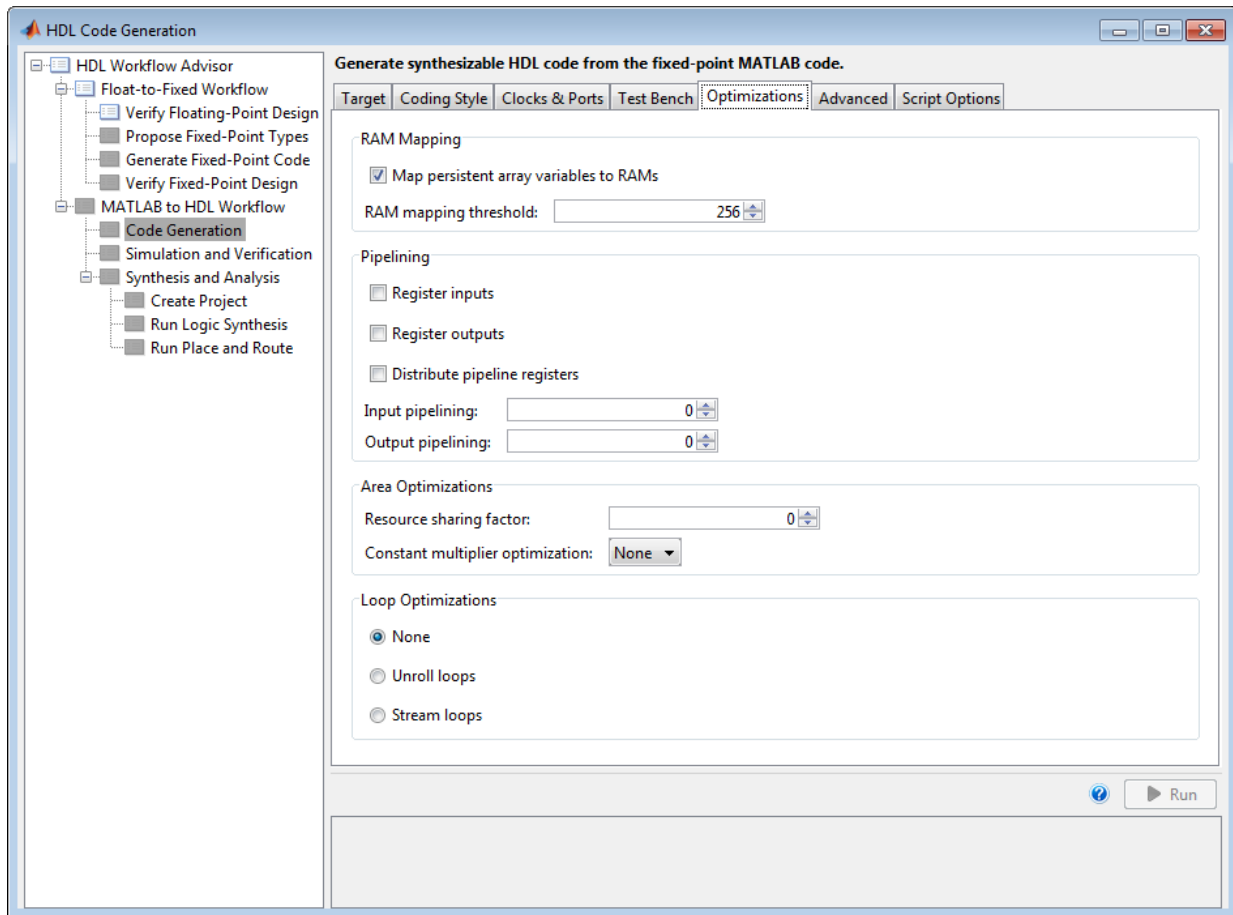 HDL Code Generation
HDL Workflow Advisor
Float-to-Fixed Workflow
Verify Floating-Point Design
Propose Fixed-Point Types
Generate Fixed-Point Code
Verify Fixed-Point Design
MATLAB to HDL Workflow
Code Generation
Simulation and Verification
Synthesis and Analysis
Create Project
Run Logic Synthesis
Run Place and Route
Generate synthesizable HDL code from the fixed-point MATLAB code.
Target Coding Style Clocks & Ports Test Bench Optimizations Advanced Script Options
RAM Mapping
Map persistent array variables to RAMs
RAM mapping threshold: 256
Pipelining
Register inputs
Register outputs
Distribute pipeline registers
Input pipelining: 0
Output pipelining: 0
Area Optimizations
Resource sharing factor: 0
Constant multiplier optimization: None
Loop Optimizations
None
Unroll loops
Stream loops
? Run